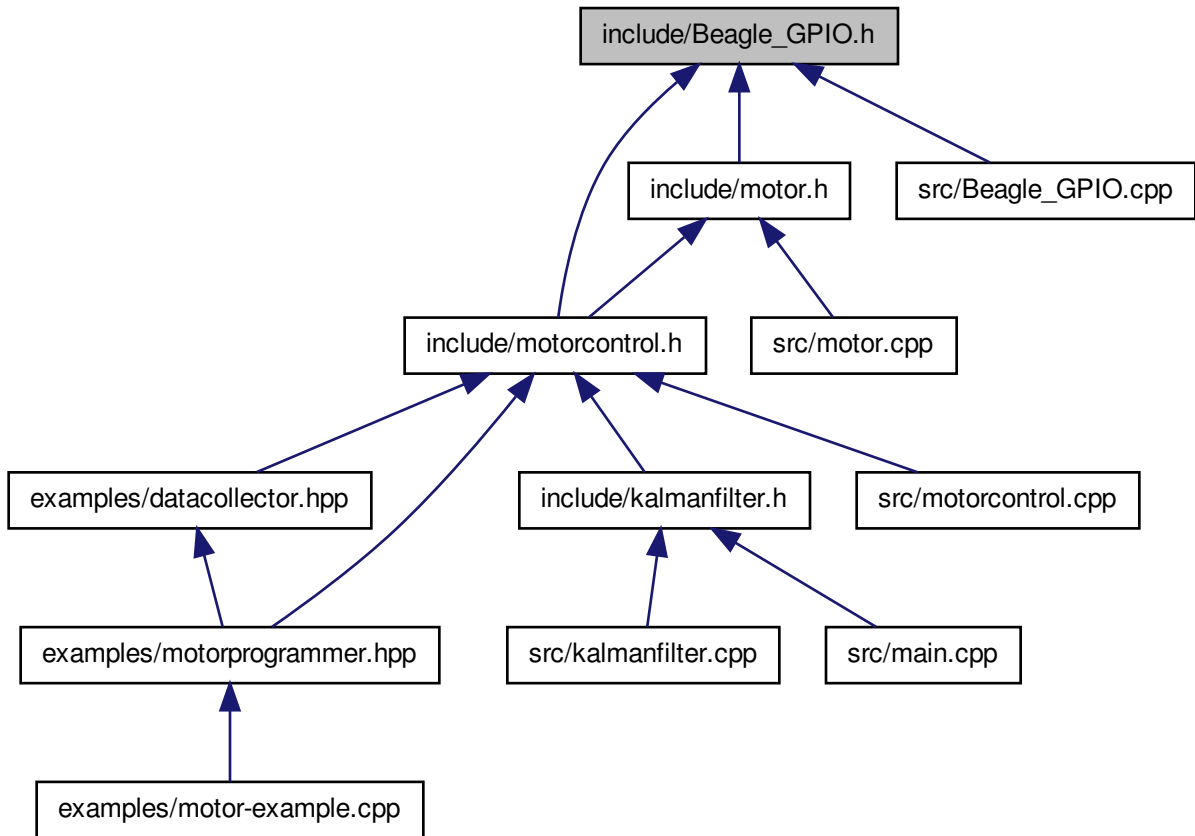 include/Beagle_GPIO.h
include/motor.h
src/Beagle_GPIO.cpp
include/motorcontrol.h
src/motor.cpp
examples/datacollector.hpp
include/kalmanfilter.h
src/motorcontrol.cpp
examples/motorprogrammer.hpp
src/kalmanfilter.cpp
src/main.cpp
examples/motor-example.cpp